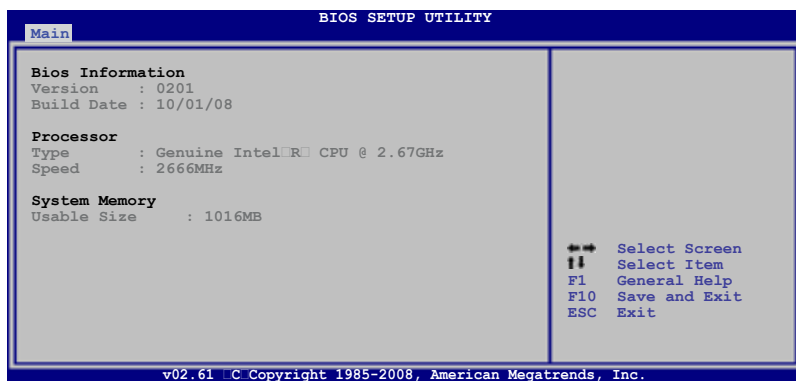 BIOS SETUP UTILITY
Main
Bios Information
Version : 0201
Build Date : 10/01/08
Processor
Type : Genuine Intel□R□ CPU @ 2.67GHz
Speed : 2666MHz
System Memory
Usable Size : 1016MB
←→ Select Screen
↑↓ Select Item
F1 General Help
F10 Save and Exit
ESC Exit
v02.61 □C□Copyright 1985-2008, American Megatrends, Inc.